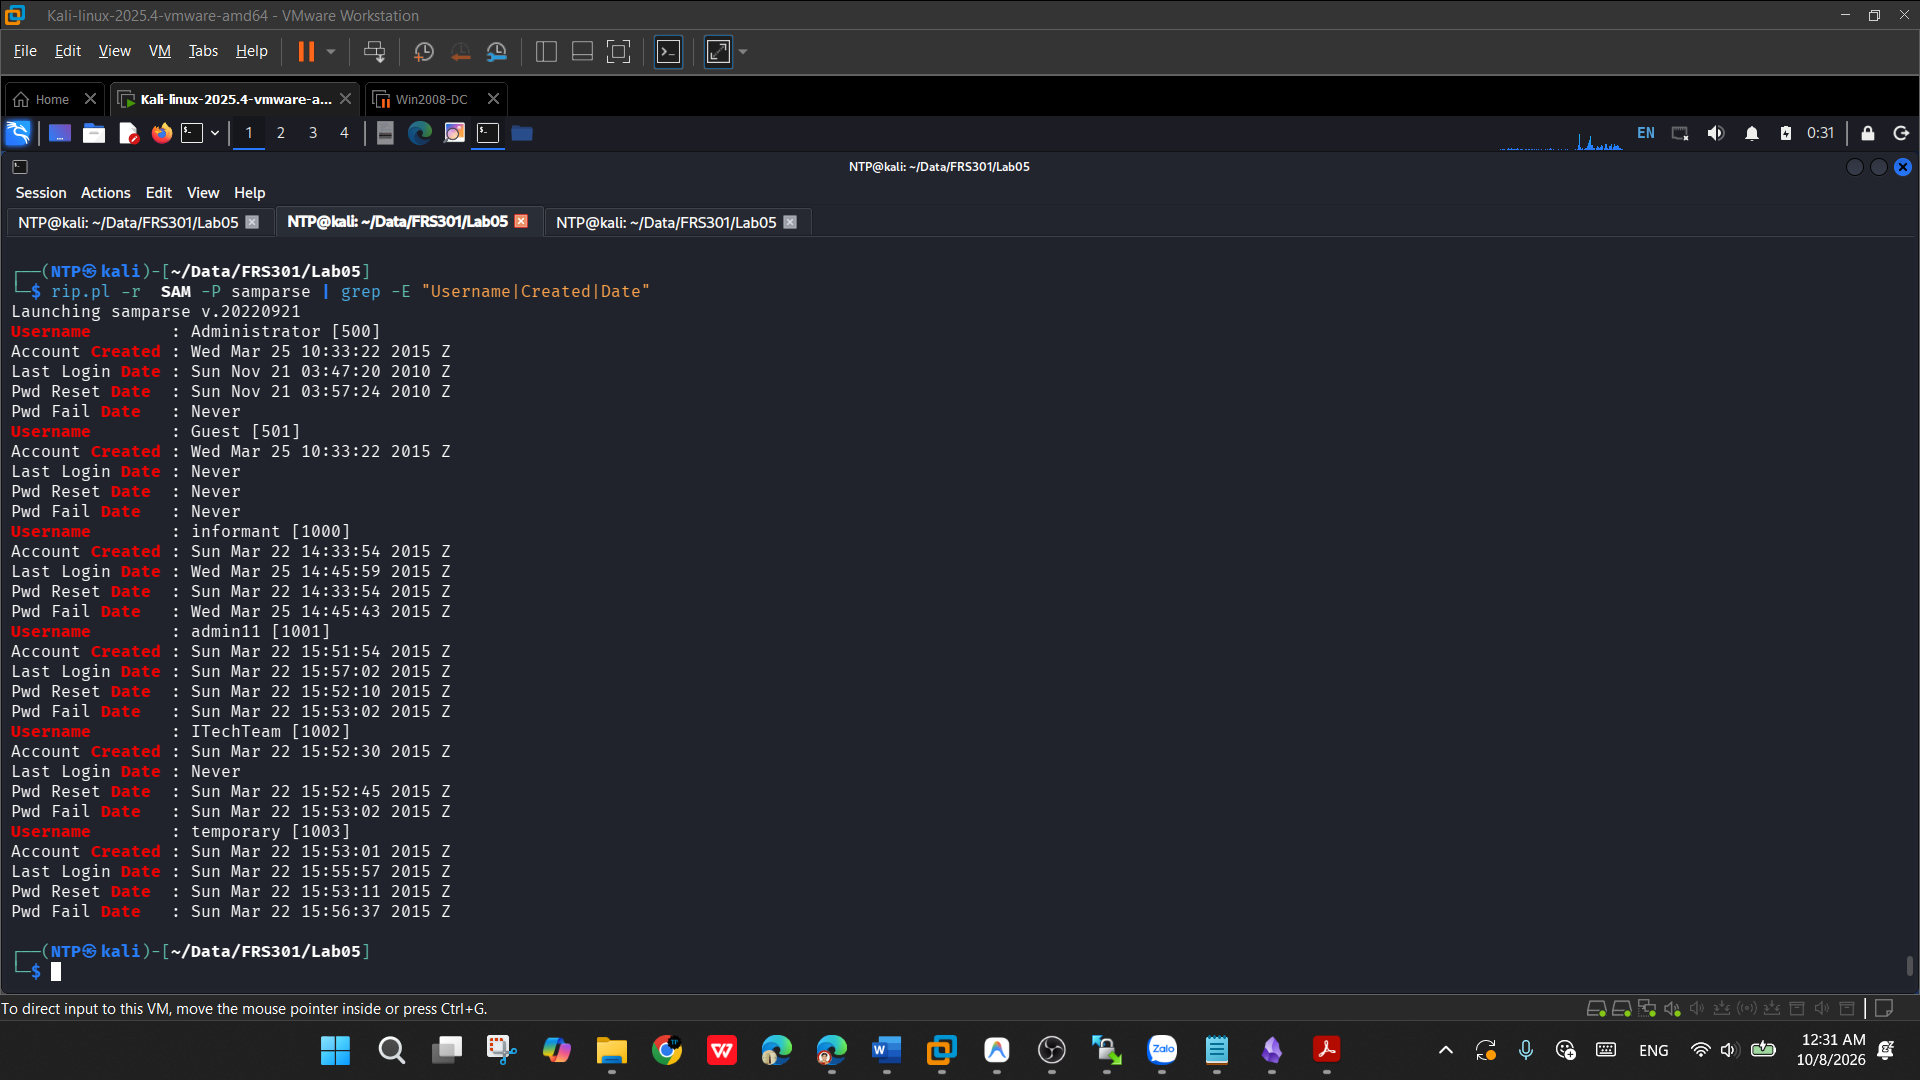 Kali-linux-2025.4-vmware-amd64 - VMware Workstation
File Edit View VM Tabs Help
Home Kali-linux-2025.4-vmware-a... Win2008-DC
1 2 3 4 EN 0:31
NTP@kali: ~/Data/FRS301/Lab05
Session Actions Edit View Help
NTP@kali: ~/Data/FRS301/Lab05 NTP@kali: ~/Data/FRS301/Lab05 NTP@kali: ~/Data/FRS301/Lab05
┌──(NTP㉿kali)-[~/Data/FRS301/Lab05]
└─$ rip.pl -r  SAM -P samparse | grep -E "Username|Created|Date"
Launching samparse v.20220921
Username        : Administrator [500]
Account Created : Wed Mar 25 10:33:22 2015 Z
Last Login Date : Sun Nov 21 03:47:20 2010 Z
Pwd Reset Date  : Sun Nov 21 03:57:24 2010 Z
Pwd Fail Date   : Never
Username        : Guest [501]
Account Created : Wed Mar 25 10:33:22 2015 Z
Last Login Date : Never
Pwd Reset Date  : Never
Pwd Fail Date   : Never
Username        : informant [1000]
Account Created : Sun Mar 22 14:33:54 2015 Z
Last Login Date : Wed Mar 25 14:45:59 2015 Z
Pwd Reset Date  : Sun Mar 22 14:33:54 2015 Z
Pwd Fail Date   : Wed Mar 25 14:45:43 2015 Z
Username        : admin11 [1001]
Account Created : Sun Mar 22 15:51:54 2015 Z
Last Login Date : Sun Mar 22 15:57:02 2015 Z
Pwd Reset Date  : Sun Mar 22 15:52:10 2015 Z
Pwd Fail Date   : Sun Mar 22 15:53:02 2015 Z
Username        : ITechTeam [1002]
Account Created : Sun Mar 22 15:52:30 2015 Z
Last Login Date : Never
Pwd Reset Date  : Sun Mar 22 15:52:45 2015 Z
Pwd Fail Date   : Sun Mar 22 15:53:02 2015 Z
Username        : temporary [1003]
Account Created : Sun Mar 22 15:53:01 2015 Z
Last Login Date : Sun Mar 22 15:55:57 2015 Z
Pwd Reset Date  : Sun Mar 22 15:53:11 2015 Z
Pwd Fail Date   : Sun Mar 22 15:56:37 2015 Z
┌──(NTP㉿kali)-[~/Data/FRS301/Lab05]
└─$
To direct input to this VM, move the mouse pointer inside or press Ctrl+G.
Zalo ENG 12:31 AM
10/8/2026